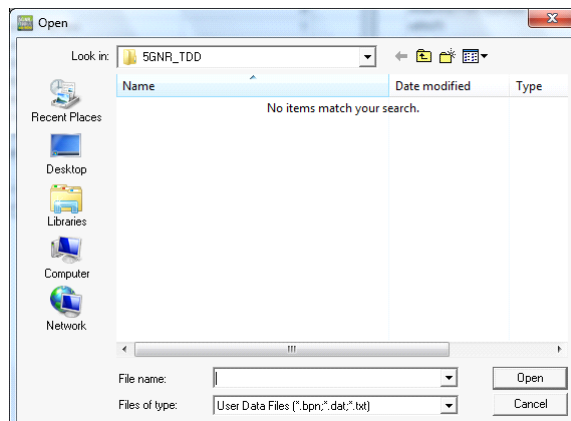 Open
Look in: 5GNR_TDD
Name Date modified Type
No items match your search.
Recent Places
Desktop
Libraries
Computer
Network
File name: Open
Files of type: User Data Files (*.bpn;*.dat;*.txt) Cancel